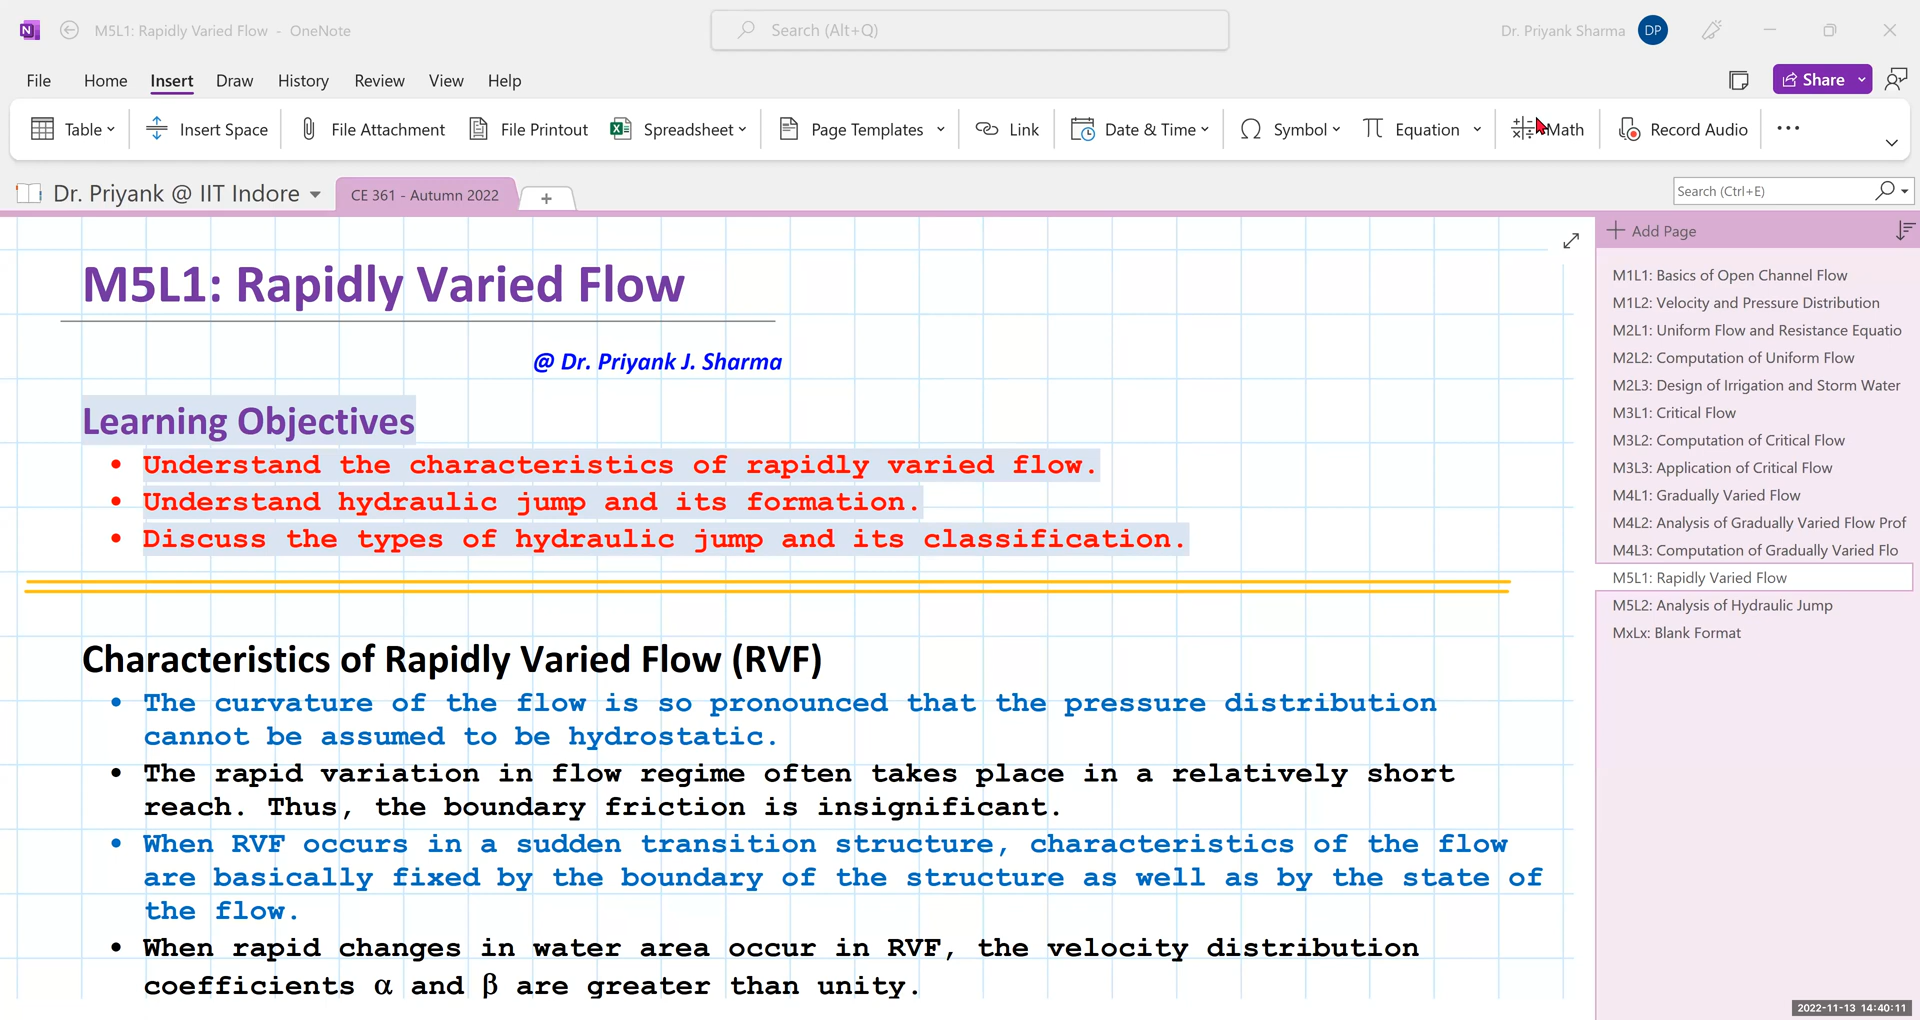 M5L1: Rapidly Varied Flow - OneNote
Search (Alt+Q)
Dr. Priyank Sharma DP
File Home Insert Draw History Review View Help
Share
Table Insert Space File Attachment File Printout Spreadsheet Page Templates Link Date & Time Symbol Equation Math Record Audio
Dr. Priyank @ IIT Indore CE 361 - Autumn 2022 +
Search (Ctrl+E)
M5L1: Rapidly Varied Flow
@ Dr. Priyank J. Sharma
Learning Objectives
• Understand the characteristics of rapidly varied flow.
• Understand hydraulic jump and its formation.
• Discuss the types of hydraulic jump and its classification.
Characteristics of Rapidly Varied Flow (RVF)
• The curvature of the flow is so pronounced that the pressure distribution
cannot be assumed to be hydrostatic.
• The rapid variation in flow regime often takes place in a relatively short
reach. Thus, the boundary friction is insignificant.
• When RVF occurs in a sudden transition structure, characteristics of the flow
are basically fixed by the boundary of the structure as well as by the state of
the flow.
• When rapid changes in water area occur in RVF, the velocity distribution
coefficients α and β are greater than unity.
Add Page
M1L1: Basics of Open Channel Flow
M1L2: Velocity and Pressure Distribution
M2L1: Uniform Flow and Resistance Equatio
M2L2: Computation of Uniform Flow
M2L3: Design of Irrigation and Storm Water
M3L1: Critical Flow
M3L2: Computation of Critical Flow
M3L3: Application of Critical Flow
M4L1: Gradually Varied Flow
M4L2: Analysis of Gradually Varied Flow Prof
M4L3: Computation of Gradually Varied Flo
M5L1: Rapidly Varied Flow
M5L2: Analysis of Hydraulic Jump
MxLx: Blank Format
2022-11-13 14:40:11